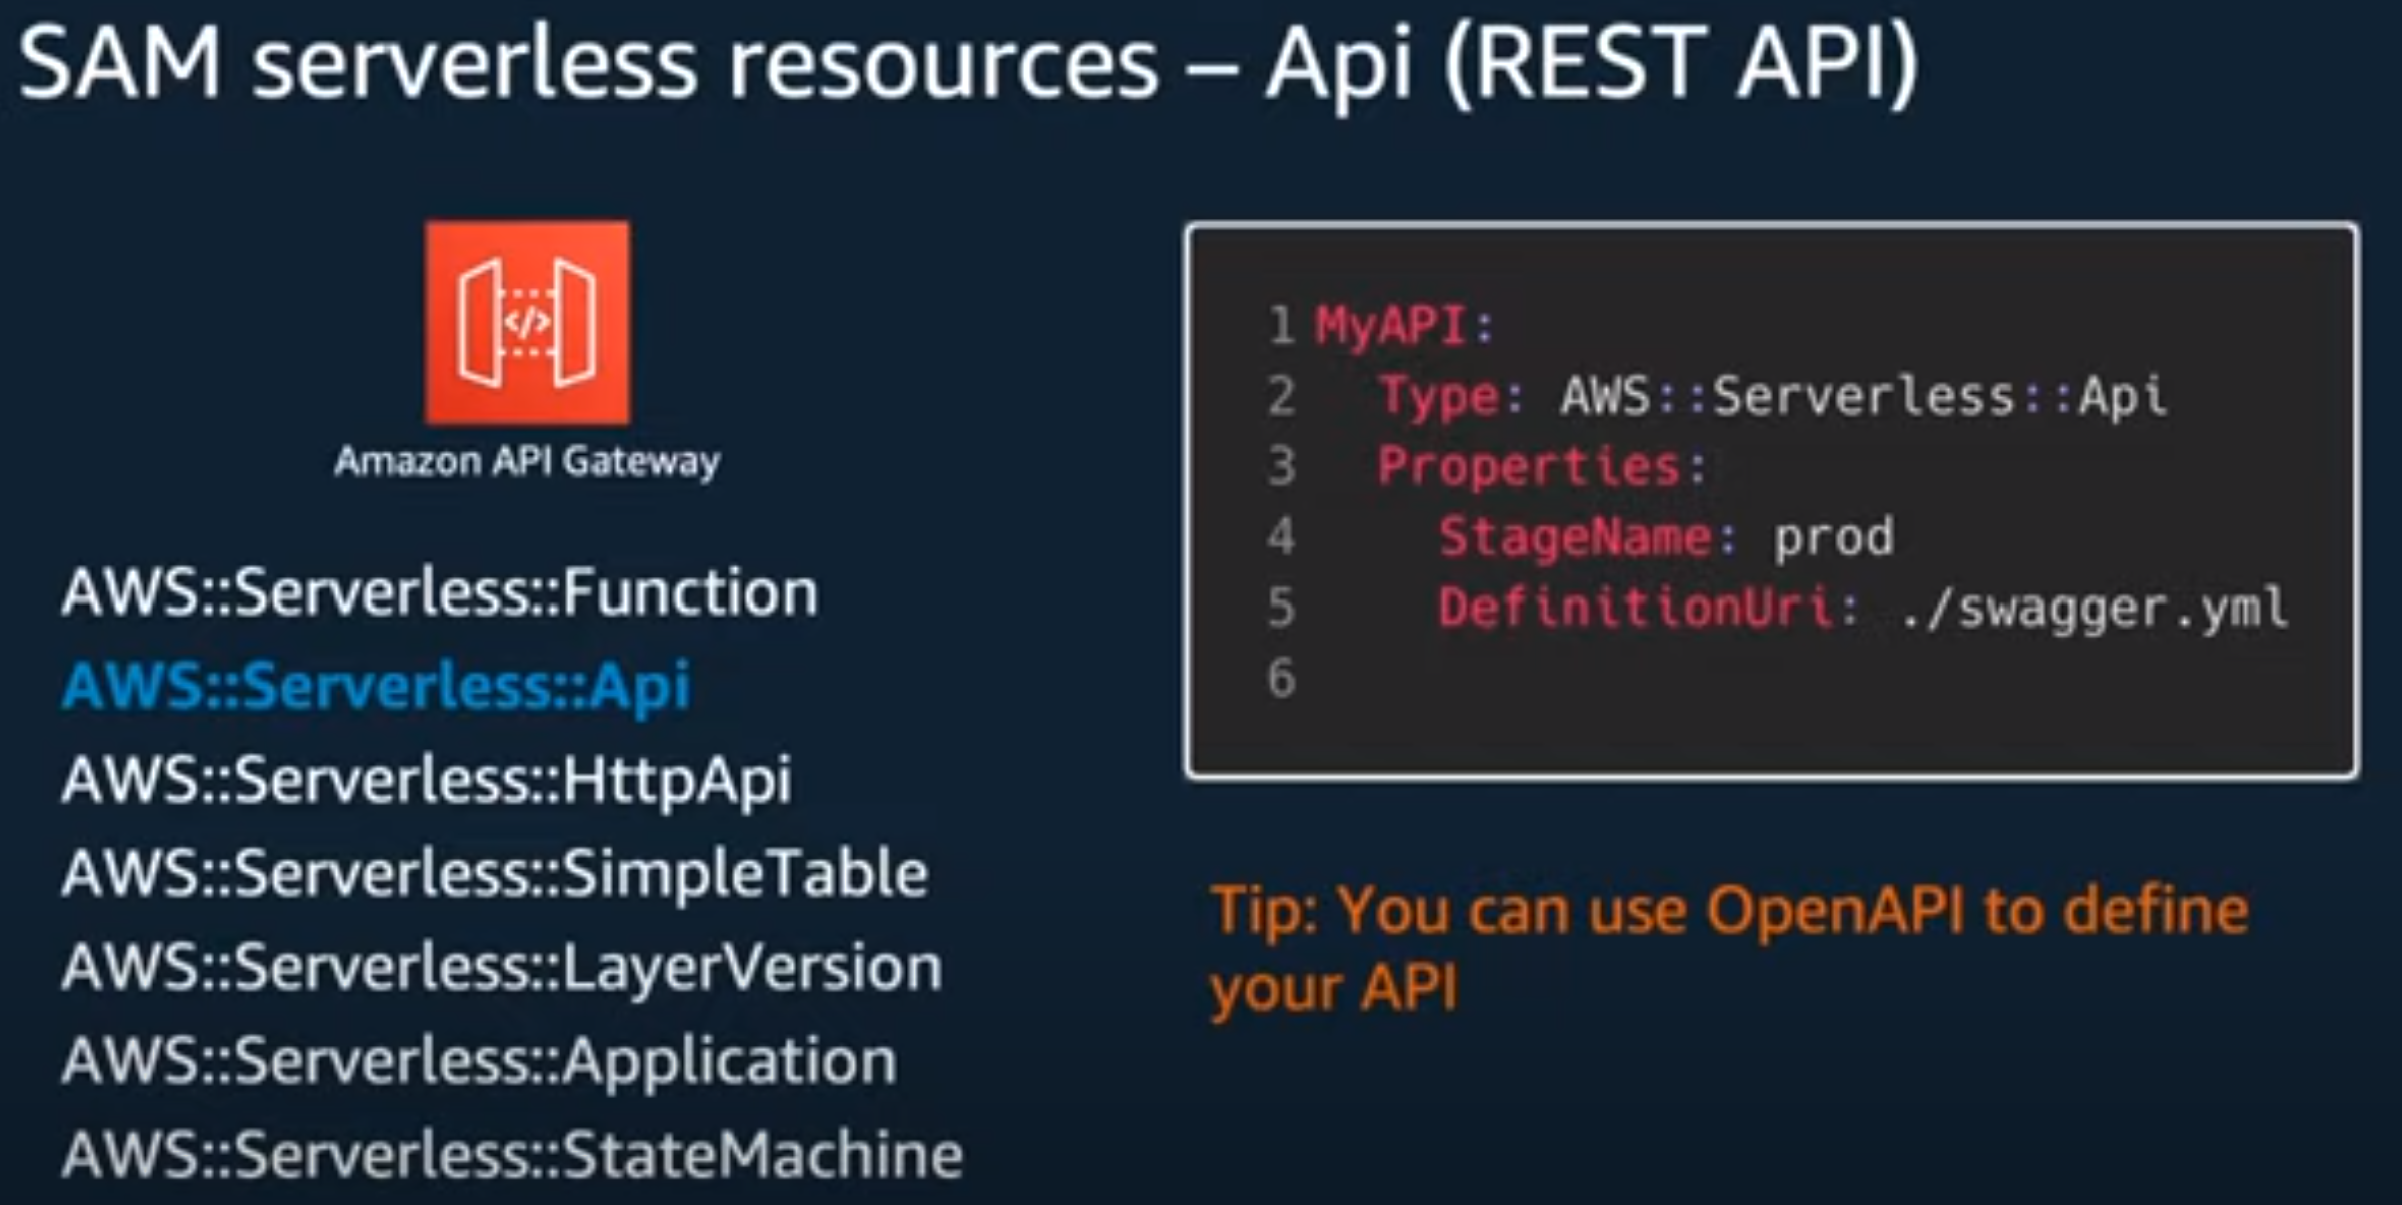 SAM serverless resources – Api (REST API)
</>
Amazon API Gateway
AWS::Serverless::Function
AWS::Serverless::Api
AWS::Serverless::HttpApi
AWS::Serverless::SimpleTable
AWS::Serverless::LayerVersion
AWS::Serverless::Application
AWS::Serverless::StateMachine
1 MyAPI:
2   Type: AWS::Serverless::Api
3   Properties:
4     StageName: prod
5     DefinitionUri: ./swagger.yml
6
Tip: You can use OpenAPI to define
your API